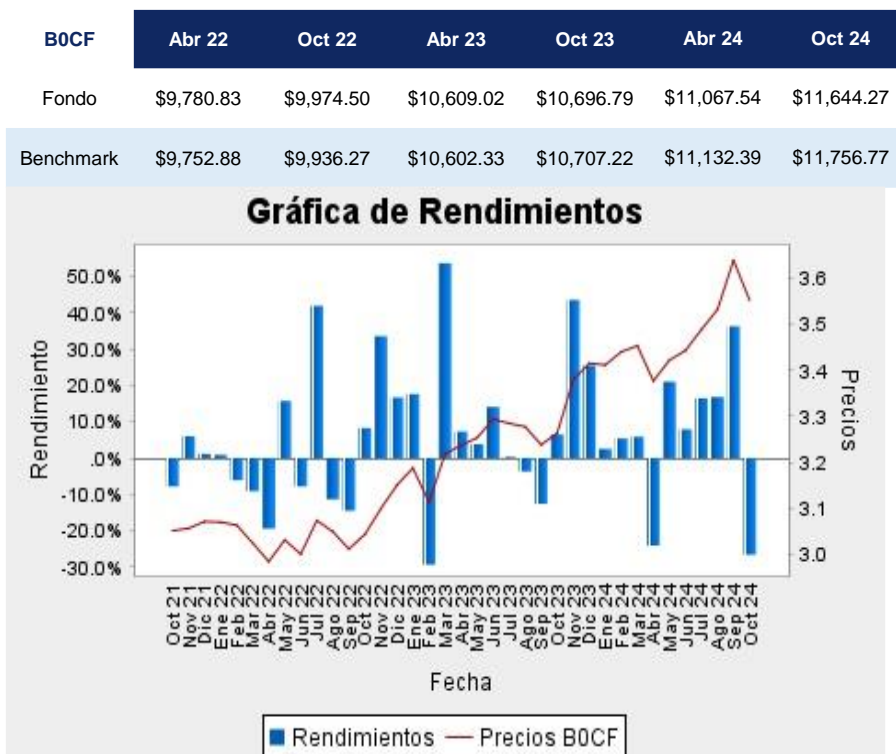 B0CF Abr 22 Oct 22 Abr 23 Oct 23 Abr 24 Oct 24
Fondo $9,780.83 $9,974.50 $10,609.02 $10,696.79 $11,067.54 $11,644.27
Benchmark $9,752.88 $9,936.27 $10,602.33 $10,707.22 $11,132.39 $11,756.77
Gráfica de Rendimientos
Rendimiento
50.0%
40.0%
30.0%
20.0%
10.0%
.0%
-10.0%
-20.0%
-30.0%
3.6
3.5
3.4
3.3
3.2
3.1
3.0
Precios
Oct 21
Nov 21
Dic 21
Ene 22
Feb 22
Mar 22
Abr 22
May 22
Jun 22
Jul 22
Ago 22
Sep 22
Oct 22
Nov 22
Dic 22
Ene 23
Feb 23
Mar 23
Abr 23
May 23
Jun 23
Jul 23
Ago 23
Sep 23
Oct 23
Nov 23
Dic 23
Ene 24
Feb 24
Mar 24
Abr 24
May 24
Jun 24
Jul 24
Ago 24
Sep 24
Oct 24
Fecha
Rendimientos Precios B0CF